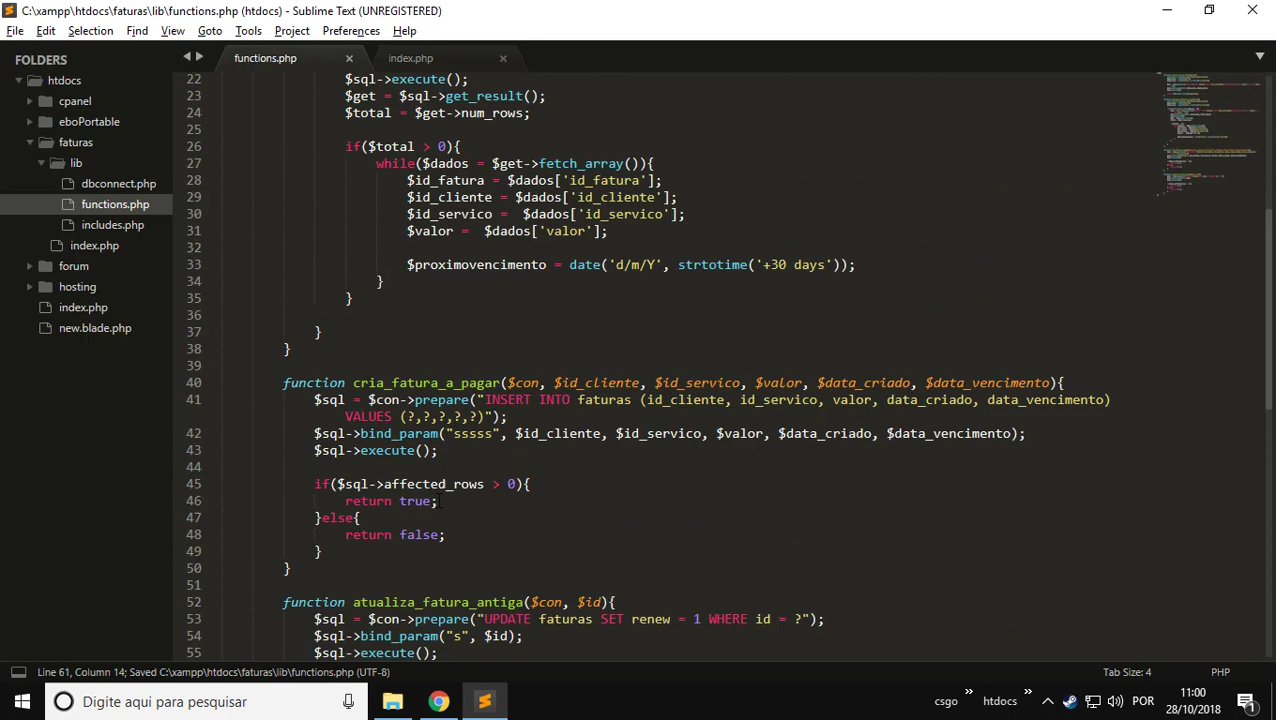 C:\xampp\htdocs\faturas\lib\functions.php (htdocs) - Sublime Text (UNREGISTERED)
File Edit Selection Find View Goto Tools Project Preferences Help
FOLDERS
htdocs
cpanel
eboPortable
faturas
lib
dbconnect.php
functions.php
includes.php
index.php
forum
hosting
index.php
new.blade.php
functions.php index.php
22 $sql->execute();
23 $get = $sql->get_result();
24 $total = $get->num_rows;
25
26 if($total > 0){
27 while($dados = $get->fetch_array()){
28 $id_fatura = $dados['id_fatura'];
29 $id_cliente = $dados['id_cliente'];
30 $id_servico =  $dados['id_servico'];
31 $valor =  $dados['valor'];
32
33 $proximovencimento = date('d/m/Y', strtotime('+30 days'));
34 }
35 }
36
37 }
38 }
39
40 function cria_fatura_a_pagar($con, $id_cliente, $id_servico, $valor, $data_criado, $data_vencimento){
41 $sql = $con->prepare("INSERT INTO faturas (id_cliente, id_servico, valor, data_criado, data_vencimento)
VALUES (?,?,?,?,?)");
42 $sql->bind_param("sssss", $id_cliente, $id_servico, $valor, $data_criado, $data_vencimento);
43 $sql->execute();
44
45 if($sql->affected_rows > 0){
46 return true;
47 }else{
48 return false;
49 }
50 }
51
52 function atualiza_fatura_antiga($con, $id){
53 $sql = $con->prepare("UPDATE faturas SET renew = 1 WHERE id = ?");
54 $sql->bind_param("s", $id);
55 $sql->execute();
Line 61, Column 14; Saved C:\xampp\htdocs\faturas\lib\functions.php (UTF-8) Tab Size: 4 PHP
Digite aqui para pesquisar csgo » htdocs » POR 11:00
28/10/2018 1